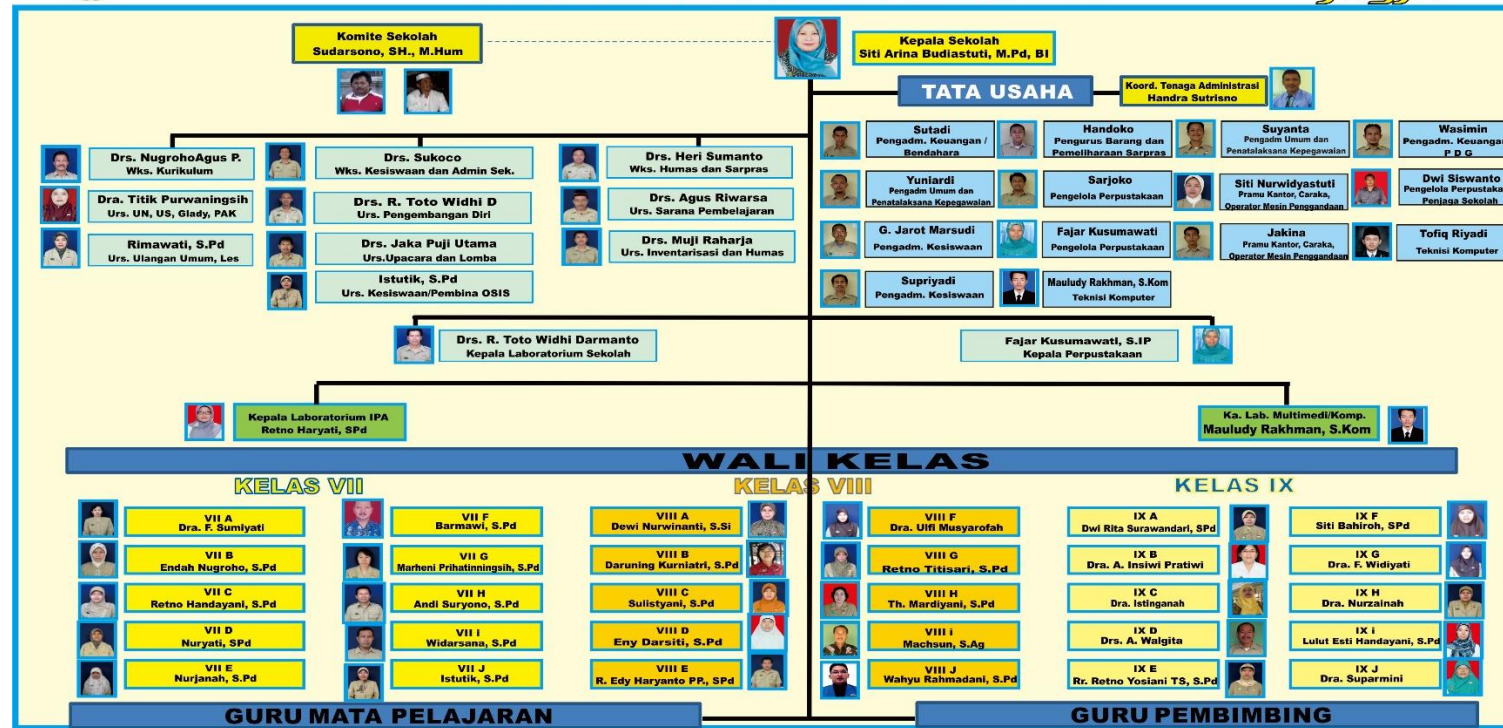 Komite Sekolah
Sudarsono, SH., M.Hum
Kepala Sekolah
Siti Arina Budiastuti, M.Pd, BI
TATA USAHA
Koord. Tenaga Administrasi
Handra Sutrisno
Drs. NugrohoAgus P.
Wks. Kurikulum
Dra. Titik Purwaningsih
Urs. UN, US, Glady, PAK
Rimawati, S.Pd
Urs. Ulangan Umum, Les
Drs. Sukoco
Wks. Kesiswaan dan Admin Sek.
Drs. R. Toto Widhi D
Urs. Pengembangan Diri
Drs. Jaka Puji Utama
Urs.Upacara dan Lomba
Istutik, S.Pd
Urs. Kesiswaan/Pembina OSIS
Drs. Heri Sumanto
Wks. Humas dan Sarpras
Drs. Agus Riwarsa
Urs. Sarana Pembelajaran
Drs. Muji Raharja
Urs. Inventarisasi dan Humas
Sutadi
Pengadm. Keuangan /
Bendahara
Handoko
Pengurus Barang dan
Pemeliharaan Sarpras
Suyanta
Pengadm Umum dan
Penatalaksana Kepegawaian
Wasimin
Pengadm. Keuangan
P D G
Yuniardi
Pengadm Umum dan
Penatalaksana Kepegawaian
Sarjoko
Pengelola Perpustakaan
Siti Nurwidyastuti
Pramu Kantor, Caraka,
Operator Mesin Penggandaan
Dwi Siswanto
Pengelola Perpustakaan
Penjaga Sekolah
G. Jarot Marsudi
Pengadm. Kesiswaan
Fajar Kusumawati
Pengelola Perpustakaan
Jakina
Pramu Kantor, Caraka,
Operator Mesin Penggandaan
Tofiq Riyadi
Teknisi Komputer
Supriyadi
Pengadm. Kesiswaan
Mauludy Rakhman, S.Kom
Teknisi Komputer
Drs. R. Toto Widhi Darmanto
Kepala Laboratorium Sekolah
Fajar Kusumawati, S.IP
Kepala Perpustakaan
Kepala Laboratorium IPA
Retno Haryati, SPd
Ka. Lab. Multimedi/Komp.
Mauludy Rakhman, S.Kom
WALI KELAS
KELAS VII
KELAS VIII
KELAS IX
VII A
Dra. F. Sumiyati
VII B
Endah Nugroho, S.Pd
VII C
Retno Handayani, S.Pd
VII D
Nuryati, SPd
VII E
Nurjanah, S.Pd
VII F
Barmawi, S.Pd
VII G
Marheni Prihatinningsih, S.Pd
VII H
Andi Suryono, S.Pd
VII i
Widarsana, S.Pd
VII J
Istutik, S.Pd
VIII A
Dewi Nurwinanti, S.Si
VIII B
Daruning Kurniatri, S.Pd
VIII C
Sulistyani, S.Pd
VIII D
Eny Darsiti, S.Pd
VIII E
R. Edy Haryanto PP., SPd
VIII F
Dra. Ulfi Musyarofah
VIII G
Retno Titisari, S.Pd
VIII H
Th. Mardiyani, S.Pd
VIII i
Machsun, S.Ag
VIII J
Wahyu Rahmadani, S.Pd
IX A
Dwi Rita Surawandari, SPd
IX B
Dra. A. Insiwi Pratiwi
IX C
Dra. Istinganah
IX D
Drs. A. Walgita
IX E
Rr. Retno Yosiani TS, S.Pd
IX F
Siti Bahiroh, SPd
IX G
Dra. F. Widiyati
IX H
Dra. Nurzainah
IX i
Lulut Esti Handayani, S.Pd
IX J
Dra. Suparmini
GURU MATA PELAJARAN
GURU PEMBIMBING